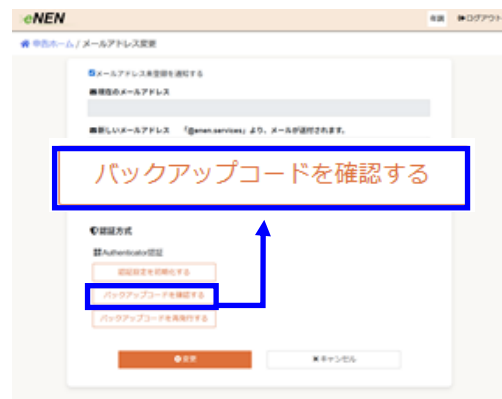 eNEN
ログアウト
申告ホーム / メールアドレス変更
メールアドレス未登録を通知する
現在のメールアドレス
新しいメールアドレス 「@enen.services」より、メールが送付されます。
バックアップコードを確認する
認証方式
Authenticator認証
認証設定を初期化する
バックアップコードを確認する
バックアップコードを再発行する
変更
キャンセル